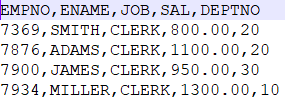 EMPNO,ENAME,JOB,SAL,DEPTNO
7369,SMITH,CLERK,800.00,20
7876,ADAMS,CLERK,1100.00,20
7900,JAMES,CLERK,950.00,30
7934,MILLER,CLERK,1300.00,10